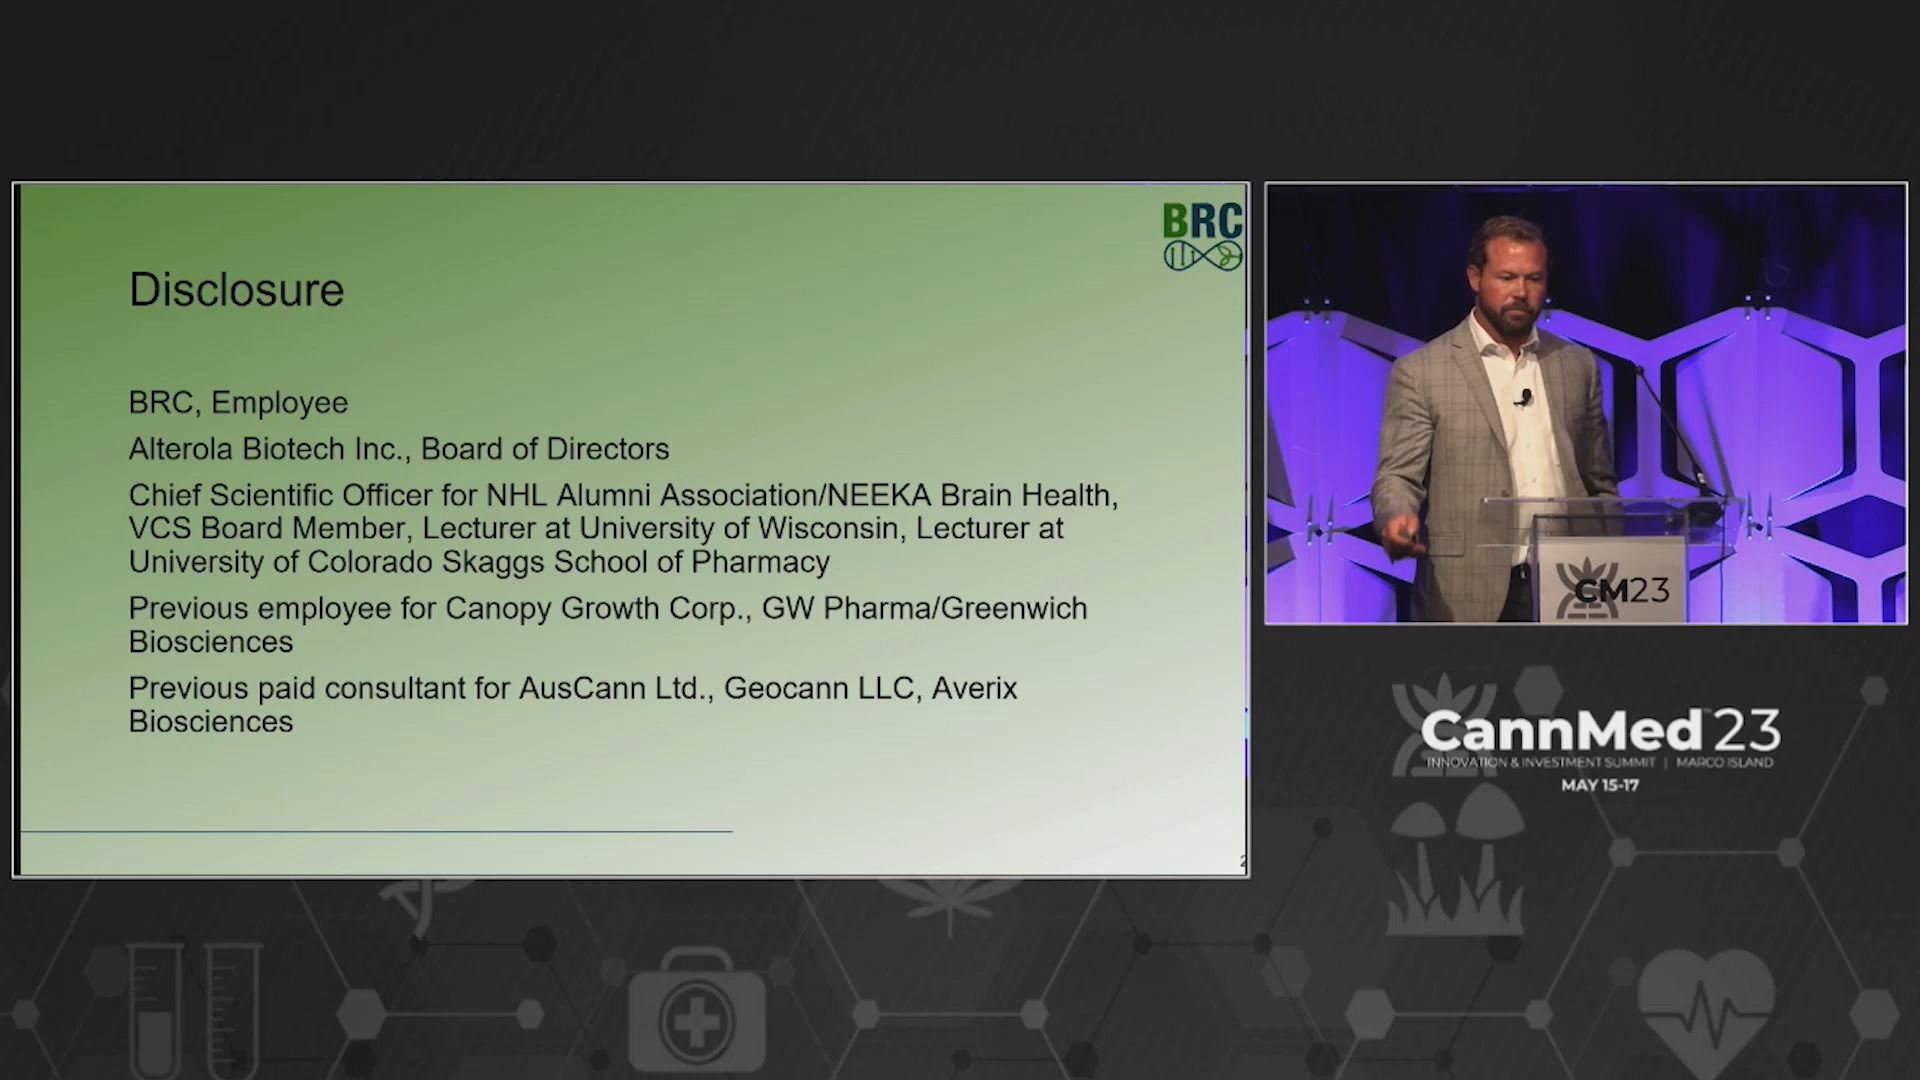 BRC
Disclosure
BRC, Employee
Alterola Biotech Inc., Board of Directors
Chief Scientific Officer for NHL Alumni Association/NEEKA Brain Health,
VCS Board Member, Lecturer at University of Wisconsin, Lecturer at
University of Colorado Skaggs School of Pharmacy
Previous employee for Canopy Growth Corp., GW Pharma/Greenwich
Biosciences
Previous paid consultant for AusCann Ltd., Geocann LLC, Averix
Biosciences
2
CM23
CannMed 23
INNOVATION & INVESTMENT SUMMIT | MARCO ISLAND
MAY 15-17